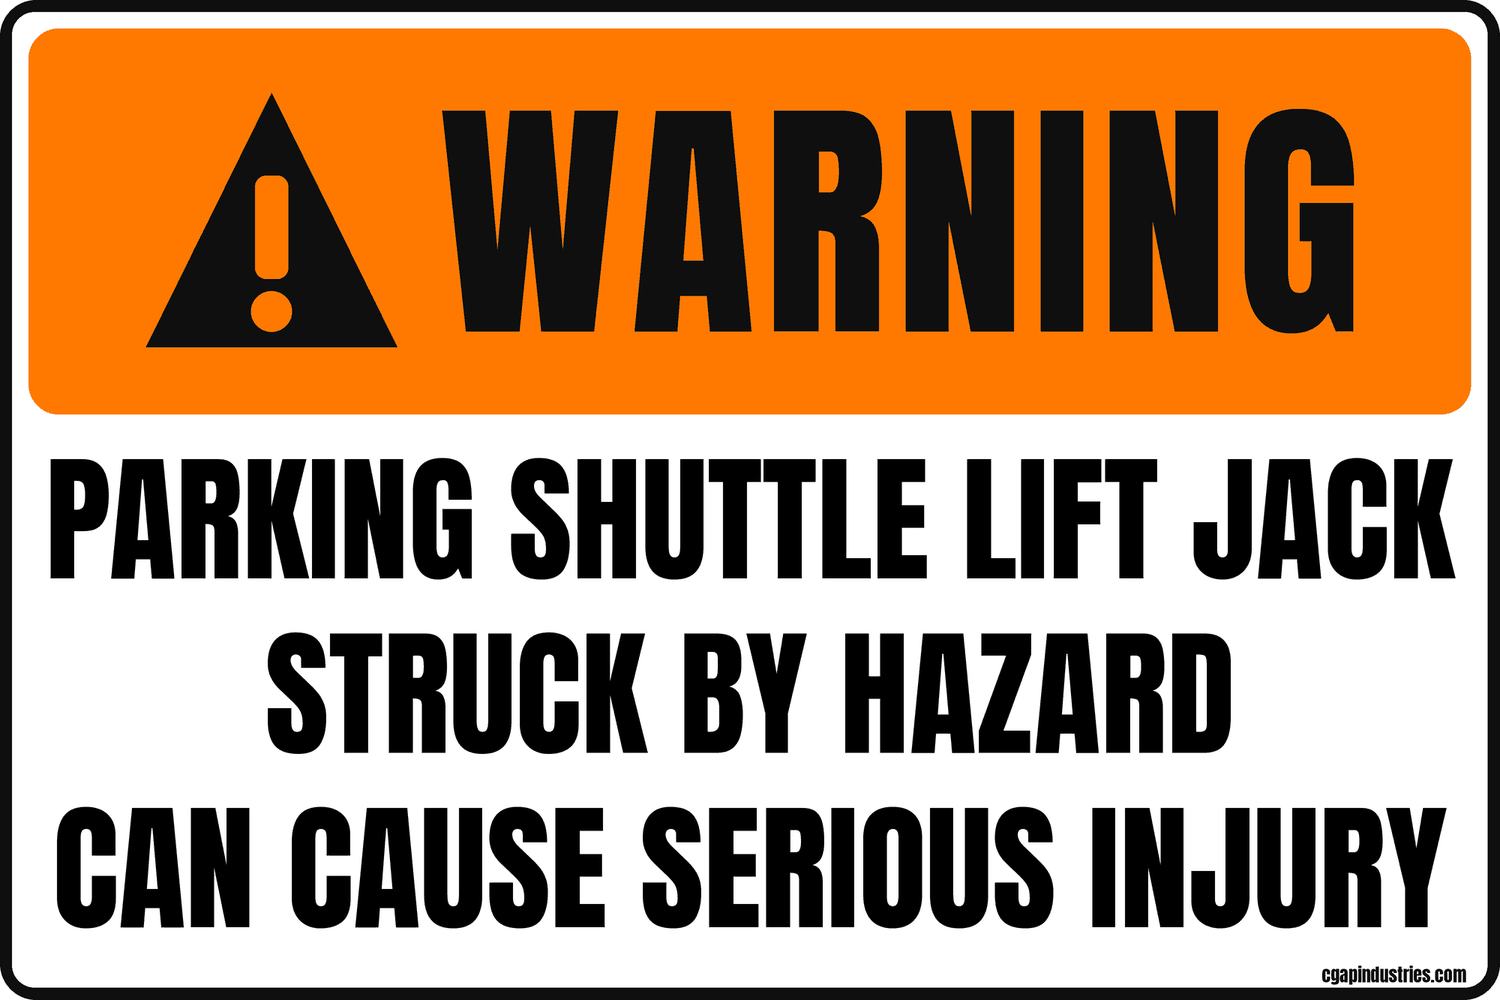 WARNING
PARKING SHUTTLE LIFT JACK
STRUCK BY HAZARD
CAN CAUSE SERIOUS INJURY
cgapindustries.com